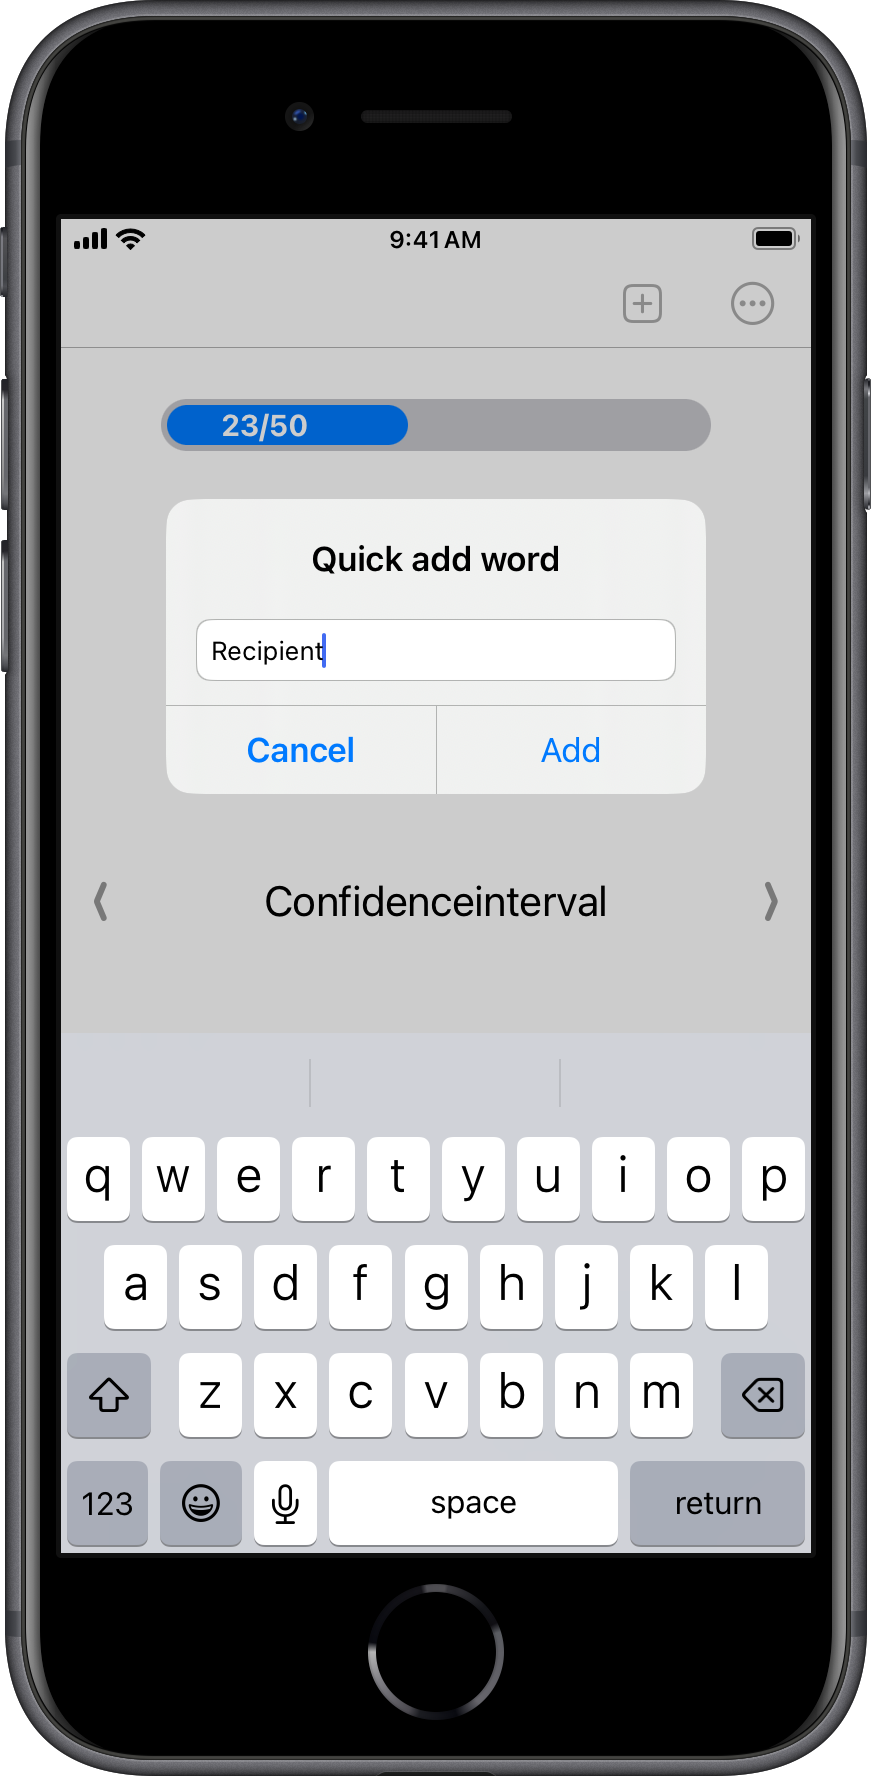 9:41 AM
23/50
Quick add word
Recipient
Cancel Add
Confidenceinterval
q w e r t y u i o p
a s d f g h j k l
z x c v b n m
123 space return